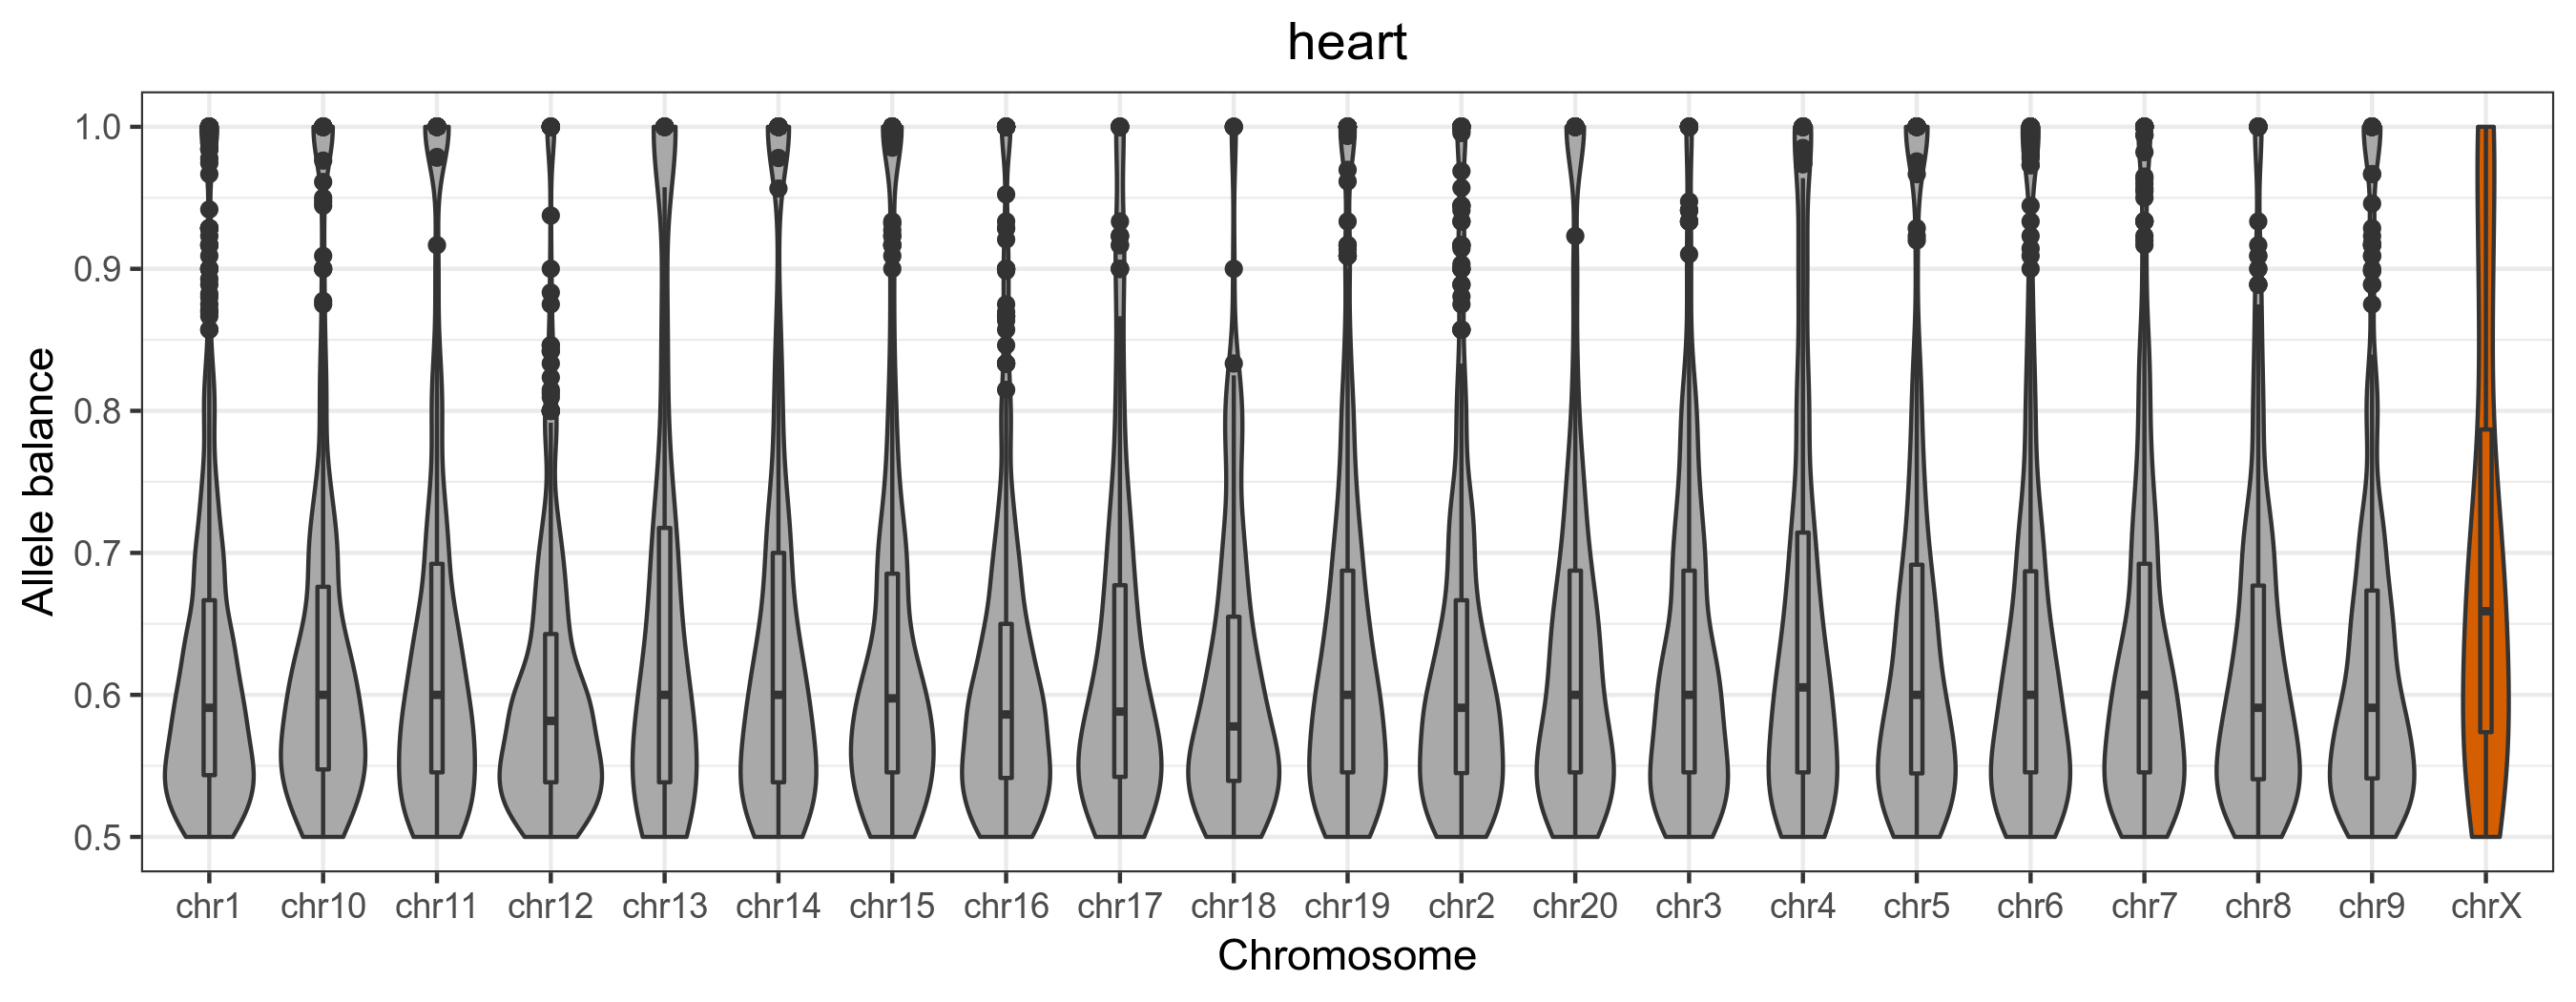 heart
Allele balance
1.0
0.9
0.8
0.7
0.6
0.5
chr1 chr10 chr11 chr12 chr13 chr14 chr15 chr16 chr17 chr18 chr19 chr2 chr20 chr3 chr4 chr5 chr6 chr7 chr8 chr9 chrX
Chromosome